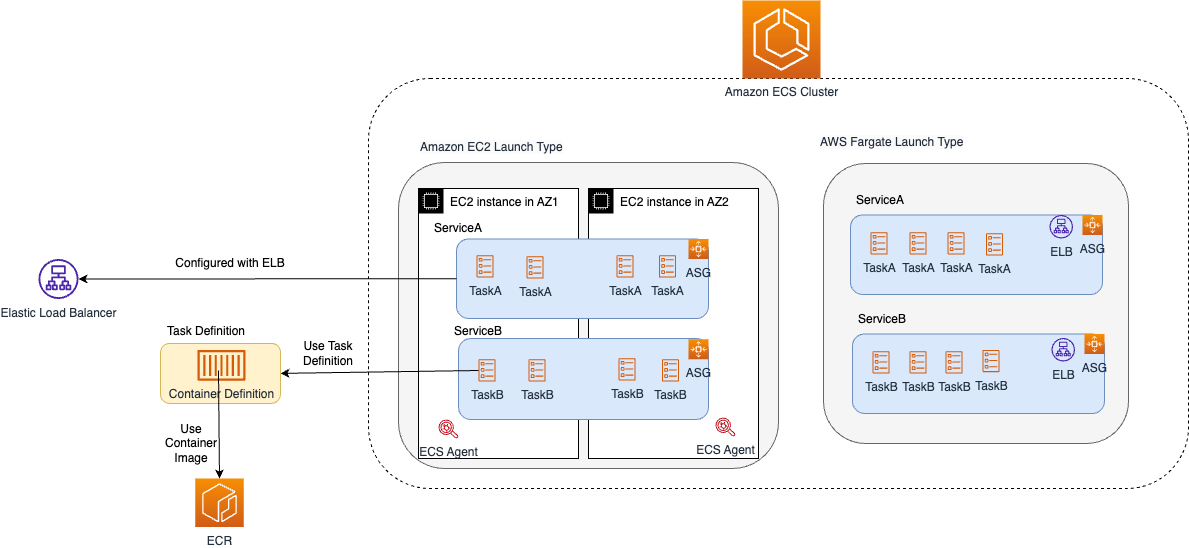 Amazon ECS Cluster
Amazon EC2 Launch Type
AWS Fargate Launch Type
EC2 instance in AZ1
EC2 instance in AZ2
ServiceA
ASG
TaskA
TaskA
TaskA
TaskA
ServiceB
ASG
TaskB
TaskB
TaskB
TaskB
ECS Agent
ECS Agent
ServiceA
ELB
ASG
TaskA
TaskA
TaskA
TaskA
ServiceB
ELB
ASG
TaskB
TaskB
TaskB
TaskB
Configured with ELB
Elastic Load Balancer
Task Definition
Use Task
Definition
Container Definition
Use
Container
Image
ECR